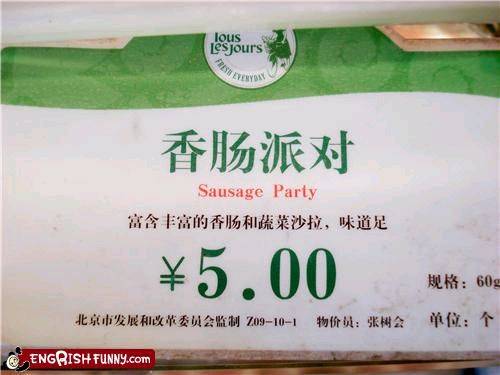 TOUS
LES JOURS
FRESH EVERYDAY
香肠派对
Sausage Party
富含丰富的香肠和蔬菜沙拉，味道足
¥5.00
规格：60g
北京市发展和改革委员会监制 Z09-10-1 物价员：张树会 单位：个
ENGRISH FUNNY.com